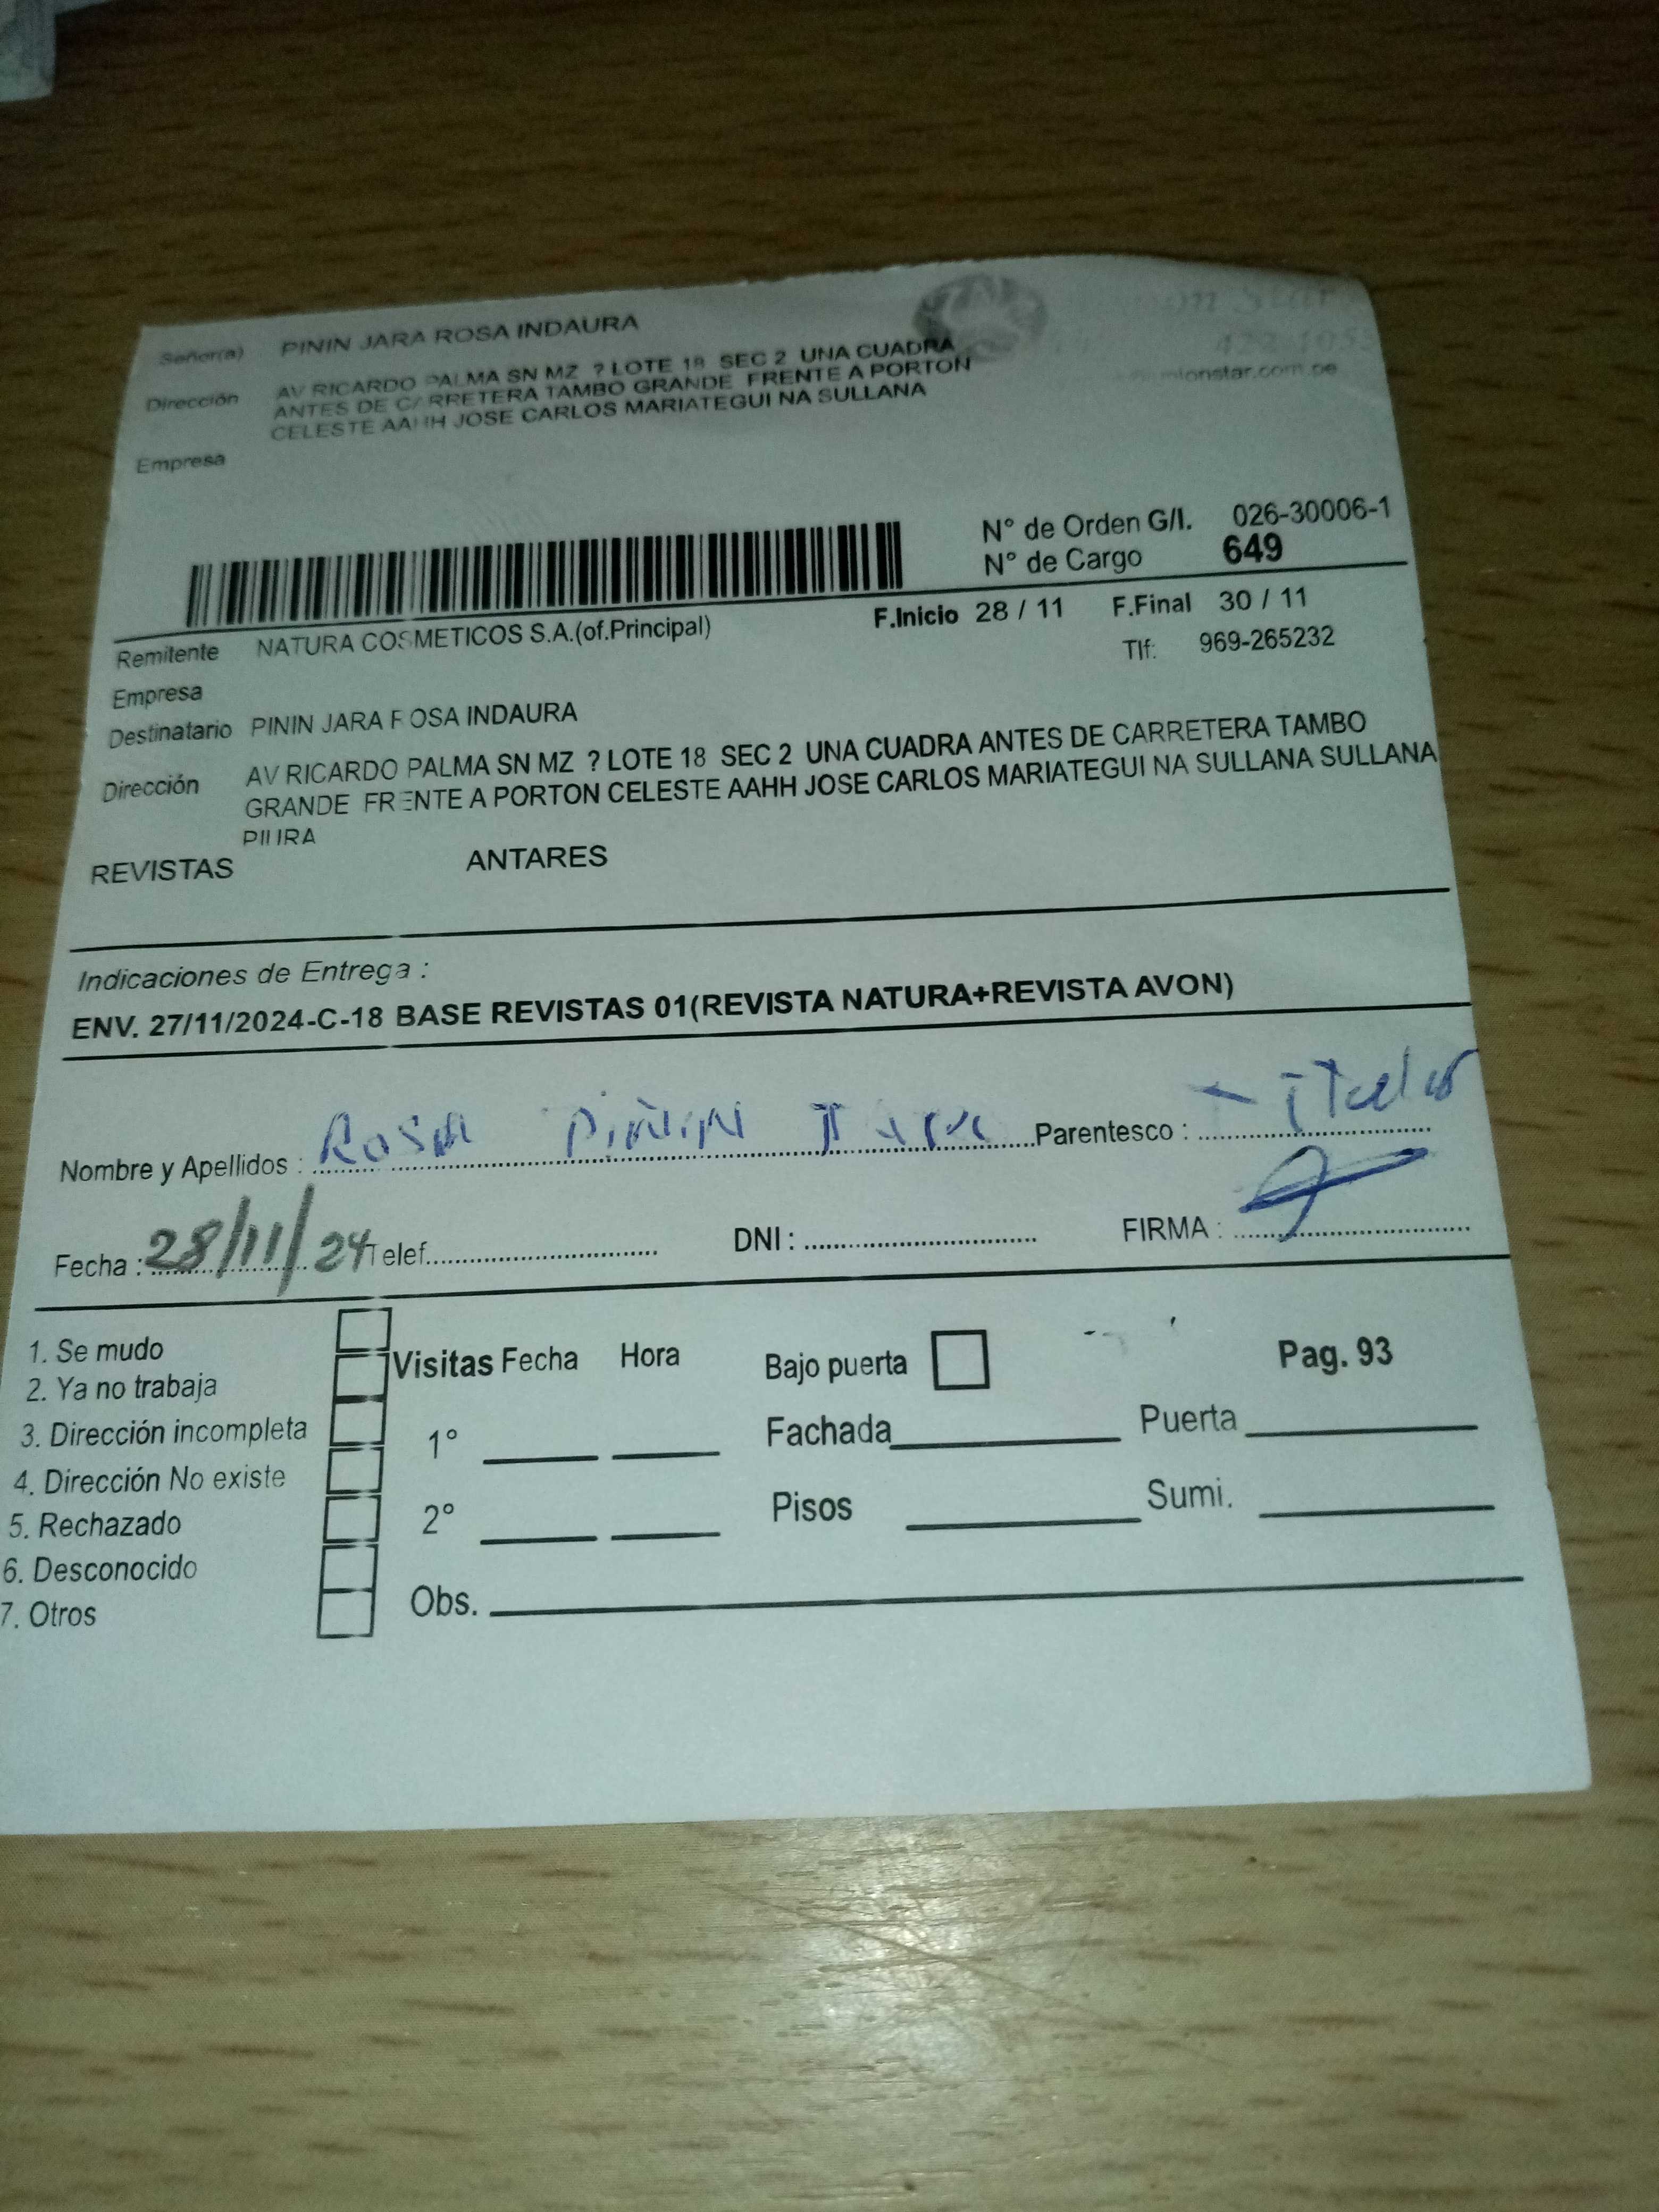 Señor(a) PININ JARA ROSA INDAURA
Dirección AV RICARDO PALMA SN MZ ? LOTE 18 SEC 2 UNA CUADRA
ANTES DE CARRETERA TAMBO GRANDE FRENTE A PORTON
CELESTE AAHH JOSE CARLOS MARIATEGUI NA SULLANA
Empresa
N° de Orden G/I. 026-30006-1
N° de Cargo 649
F.Inicio 28 / 11 F.Final 30 / 11
Remitente NATURA COSMETICOS S.A.(of.Principal)
Tlf: 969-265232
Empresa
Destinatario PININ JARA ROSA INDAURA
Dirección AV RICARDO PALMA SN MZ ? LOTE 18 SEC 2 UNA CUADRA ANTES DE CARRETERA TAMBO
GRANDE FRENTE A PORTON CELESTE AAHH JOSE CARLOS MARIATEGUI NA SULLANA SULLANA
PIURA
REVISTAS ANTARES
Indicaciones de Entrega :
ENV. 27/11/2024-C-18 BASE REVISTAS 01(REVISTA NATURA+REVISTA AVON)
Nombre y Apellidos : Rosa Piñin Jara Parentesco : Titular
Fecha : 28/11/24 Telef. DNI : FIRMA :
1. Se mudo
2. Ya no trabaja
3. Dirección incompleta
4. Dirección No existe
5. Rechazado
6. Desconocido
7. Otros
Visitas Fecha Hora Bajo puerta Pag. 93
1° Fachada Puerta
2° Pisos Sumi.
Obs.